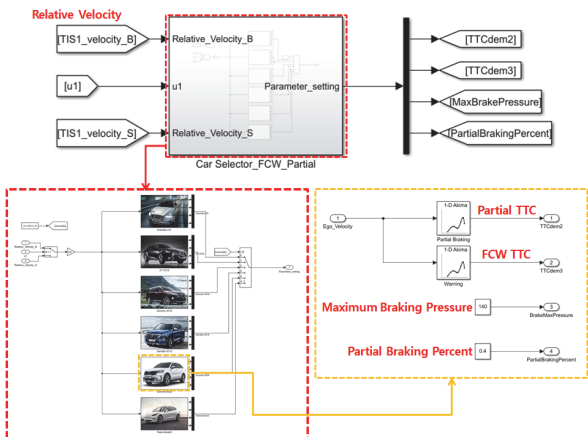 Relative Velocity
[TIS1_velocity_B]
[u1]
[TIS1_velocity_S]
Relative_Velocity_B
u1
Relative_Velocity_S
Parameter_setting
Car Selector_FCW_Partial
[TTCdem2]
[TTCdem3]
[MaxBrakePressure]
[PartialBrakingPercent]
1
Ego_Velocity
1-D Akima
Partial Braking
Partial TTC
1
TTCdem2
1-D Akima
Warning
FCW TTC
2
TTCdem3
Maximum Braking Pressure
140
3
BrakeMaxPressure
Partial Braking Percent
0.4
4
PartialBrakingPercent